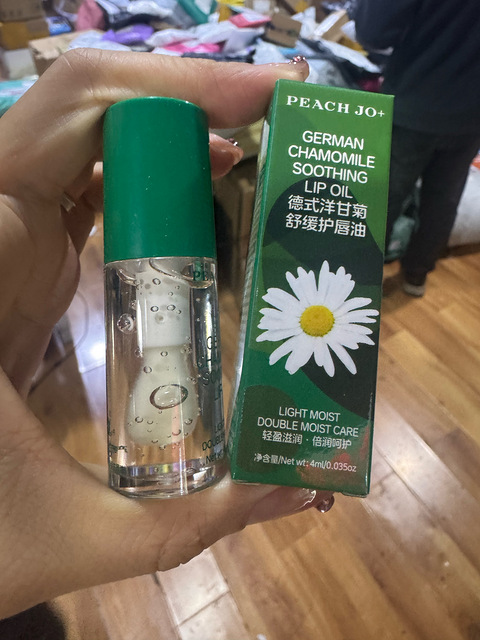 PEACH JO+
GERMAN
CHAMOMILE
SOOTHING
LIP OIL
德式洋甘菊
舒缓护唇油
LIGHT MOIST
DOUBLE MOIST CARE
轻盈滋润·倍润呵护
净含量/Net wt: 4ml/0.035oz